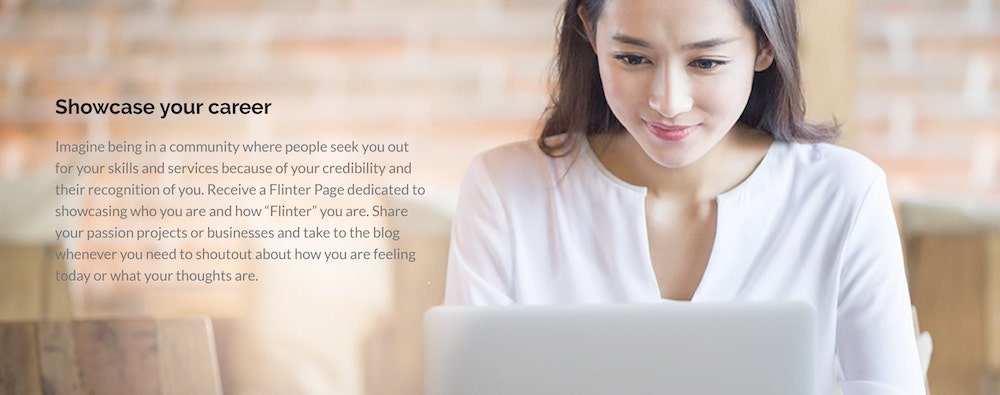 Showcase your career
Imagine being in a community where people seek you out
for your skills and services because of your credibility and
their recognition of you. Receive a Flinter Page dedicated to
showcasing who you are and how “Flinter” you are. Share
your passion projects or businesses and take to the blog
whenever you need to shoutout about how you are feeling
today or what your thoughts are.